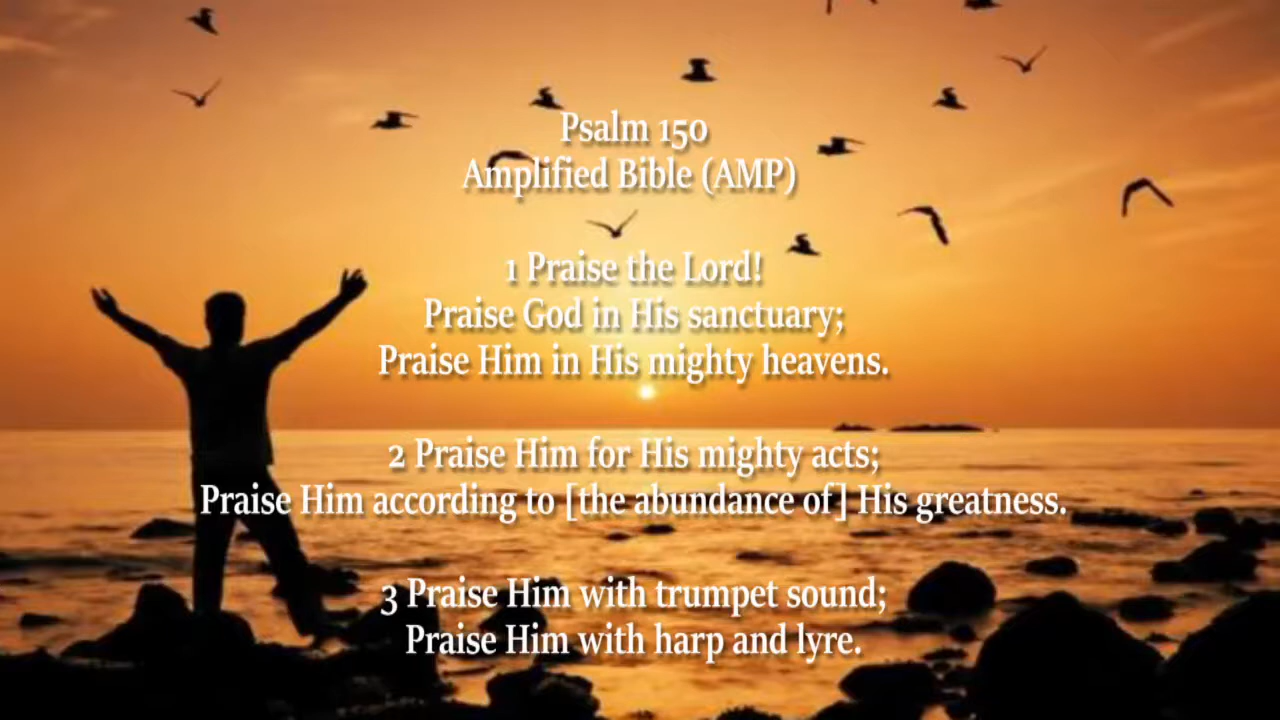 Psalm 150
Amplified Bible (AMP)
1 Praise the Lord!
Praise God in His sanctuary;
Praise Him in His mighty heavens.
2 Praise Him for His mighty acts;
Praise Him according to [the abundance of] His greatness.
3 Praise Him with trumpet sound;
Praise Him with harp and lyre.